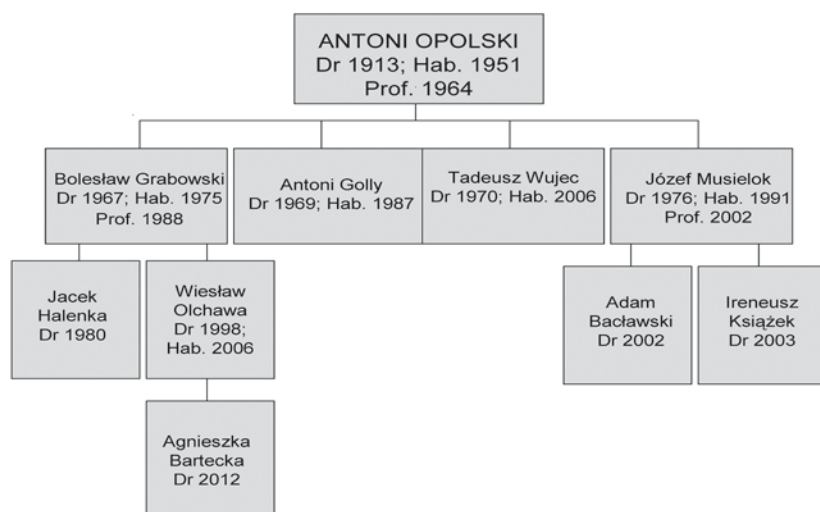 ANTONI OPOLSKI
Dr 1913; Hab. 1951
Prof. 1964
Bolesław Grabowski
Dr 1967; Hab. 1975
Prof. 1988
Antoni Golly
Dr 1969; Hab. 1987
Tadeusz Wujec
Dr 1970; Hab. 2006
Józef Musielok
Dr 1976; Hab. 1991
Prof. 2002
Jacek
Halenka
Dr 1980
Wiesław
Olchawa
Dr 1998;
Hab. 2006
Adam
Bacławski
Dr 2002
Ireneusz
Książek
Dr 2003
Agnieszka
Bartecka
Dr 2012